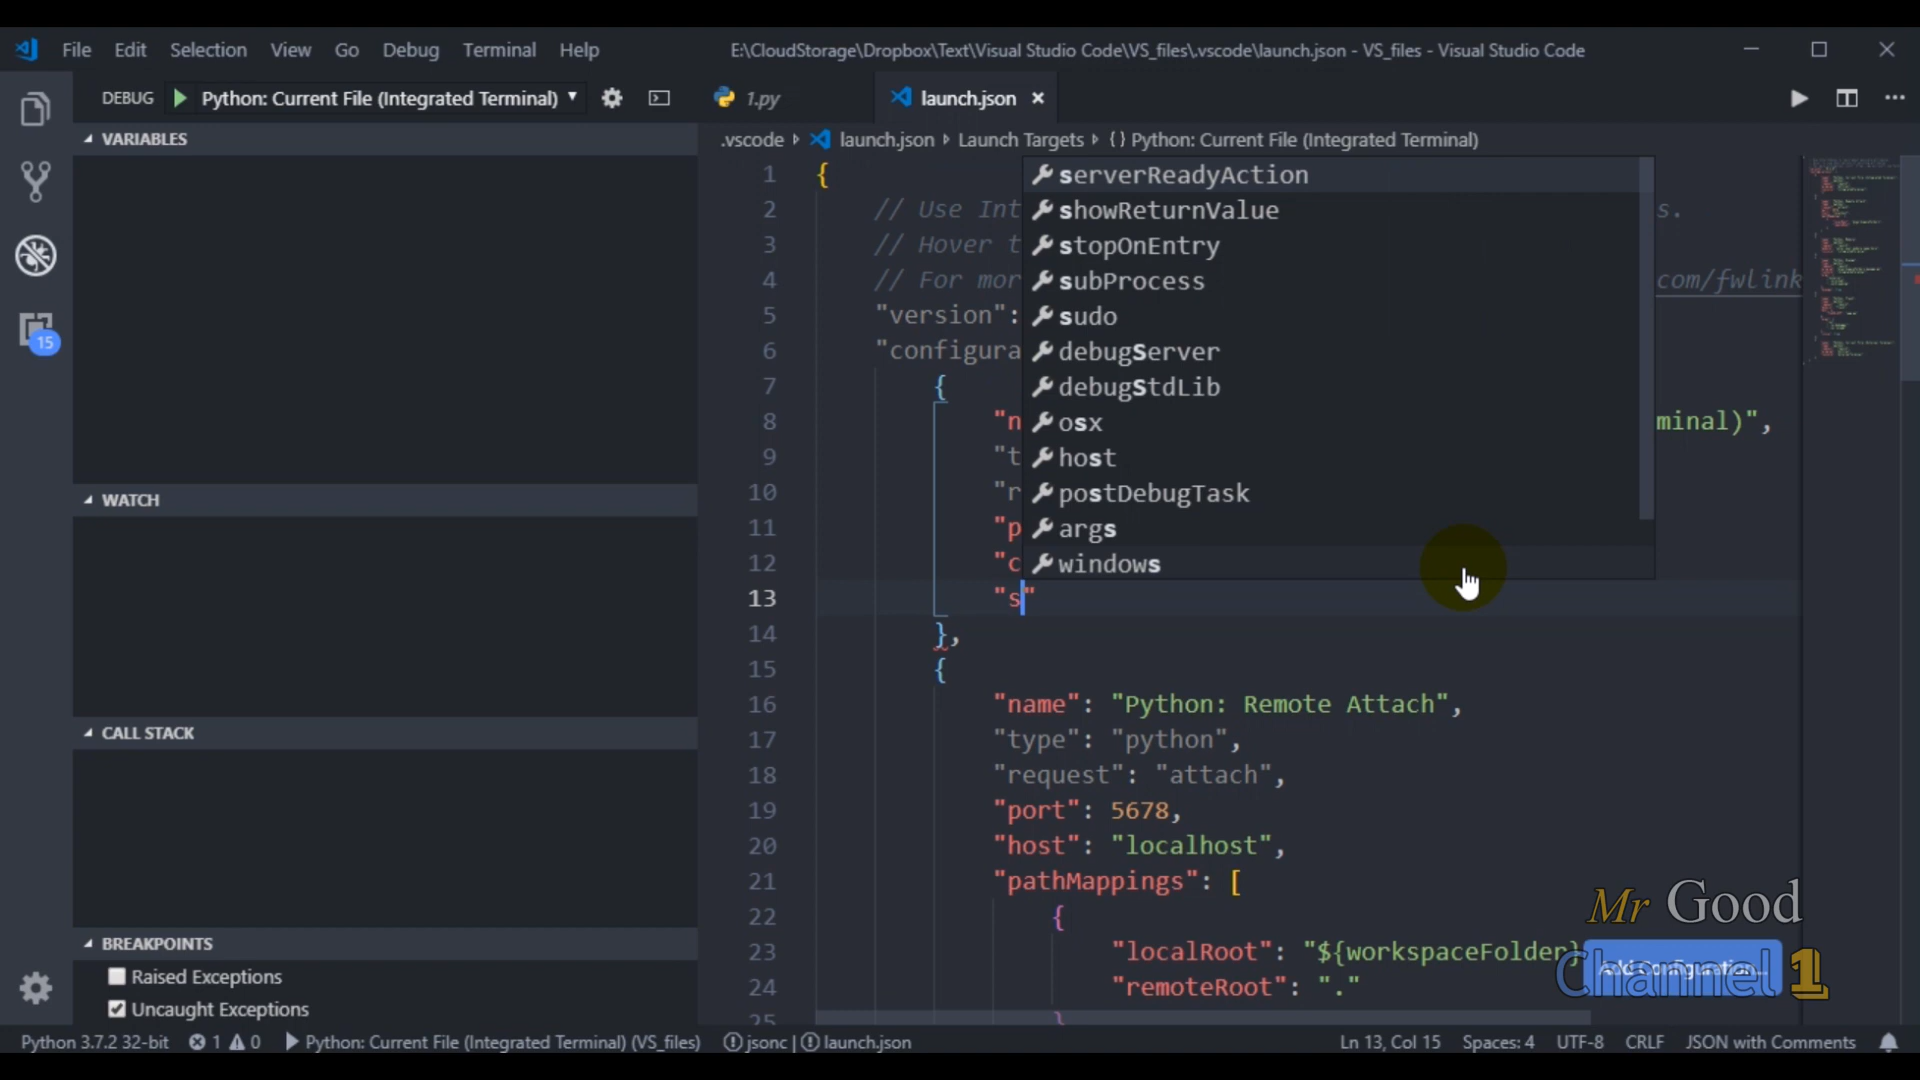 File Edit Selection View Go Debug Terminal Help E:\CloudStorage\Dropbox\Text\Visual Studio Code\VS_files\.vscode\launch.json - VS_files - Visual Studio Code
DEBUG Python: Current File (Integrated Terminal)
1.py launch.json ×
VARIABLES
.vscode launch.json Launch Targets {} Python: Current File (Integrated Terminal)
1 {
2 // Use Int s.
3 // Hover t
4 // For mor com/fwlink
5 "version":
6 "configura
7 {
8 "n minal)",
9 "t
10 "r
11 "p
12 "c
13 "s"
14 },
15 {
16 "name": "Python: Remote Attach",
17 "type": "python",
18 "request": "attach",
19 "port": 5678,
20 "host": "localhost",
21 "pathMappings": [
22 {
23 "localRoot": "${workspaceFolder}
24 "remoteRoot": "."
25 }
serverReadyAction
showReturnValue
stopOnEntry
subProcess
sudo
debugServer
debugStdLib
osx
host
postDebugTask
args
windows
15
WATCH
CALL STACK
BREAKPOINTS
Raised Exceptions
Uncaught Exceptions
Mr Good
Channel 1
Add Configuration...
Python 3.7.2 32-bit 1 0 Python: Current File (Integrated Terminal) (VS_files) jsonc | launch.json Ln 13, Col 15 Spaces: 4 UTF-8 CRLF JSON with Comments